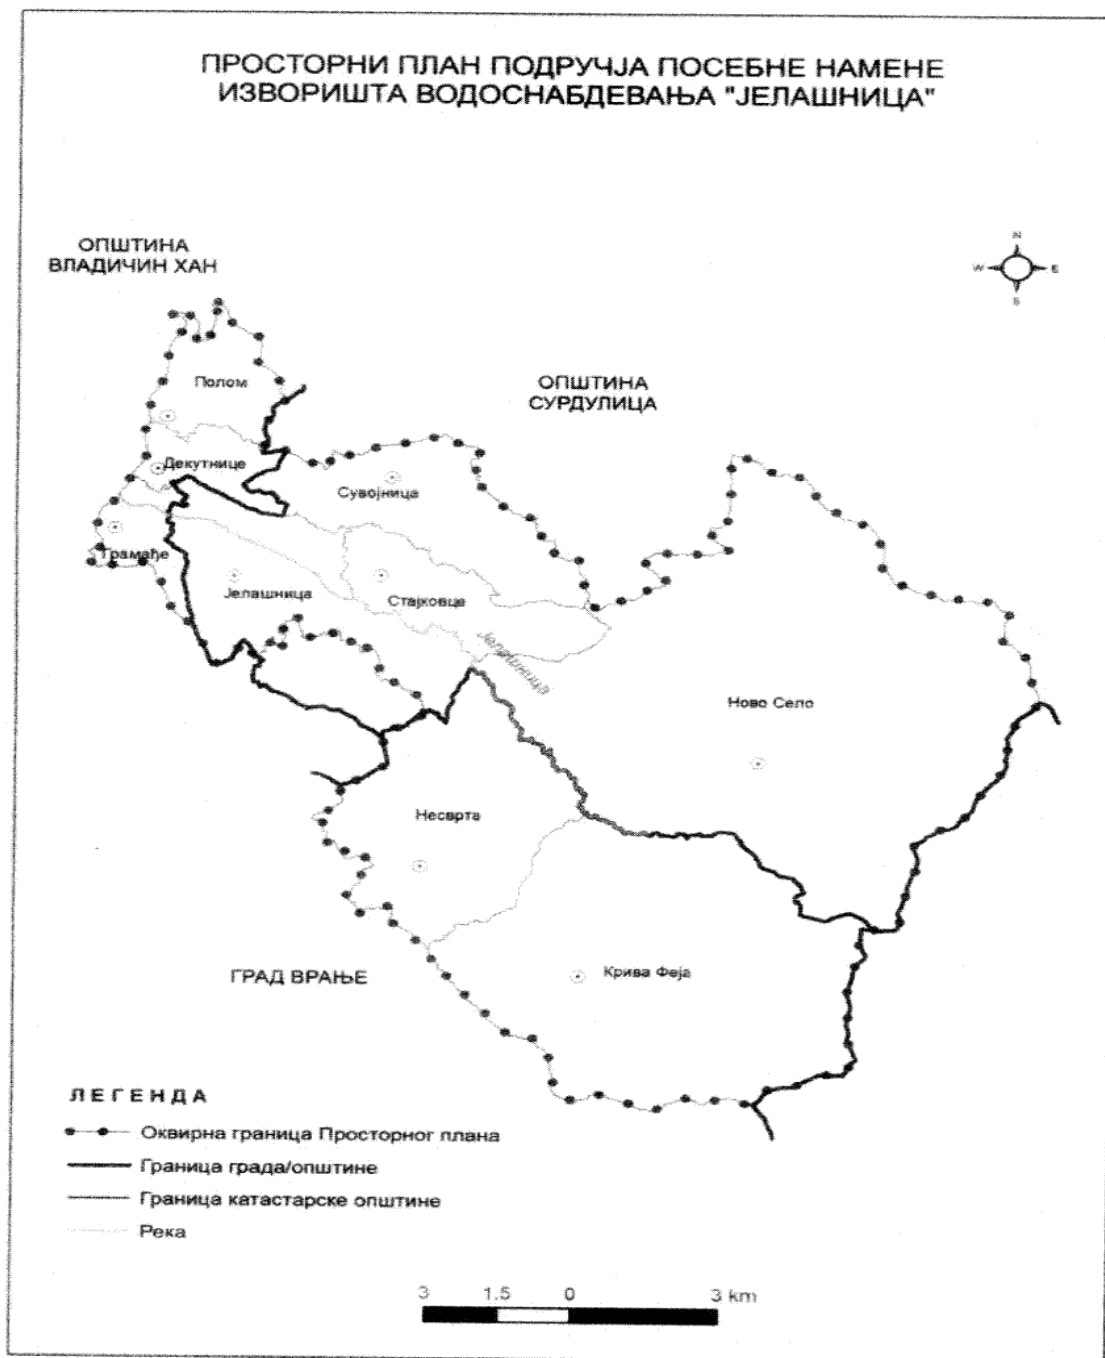 ПРОСТОРНИ ПЛАН ПОДРУЧЈА ПОСЕБНЕ НАМЕНЕ
ИЗВОРИШТА ВОДОСНАБДЕВАЊА "ЈЕЛАШНИЦА"
ОПШТИНА
ВЛАДИЧИН ХАН
N
W E
S
Полом
ОПШТИНА
СУРДУЛИЦА
Декутнице
Сувојница
Грамађе
Јелашница
Стајковце
Јелашница
Ново Село
Несврта
ГРАД ВРАЊЕ
Крива Феја
ЛЕГЕНДА
Оквирна граница Просторног плана
Граница града/општине
Граница катастарске општине
Река
3 1.5 0 3 km